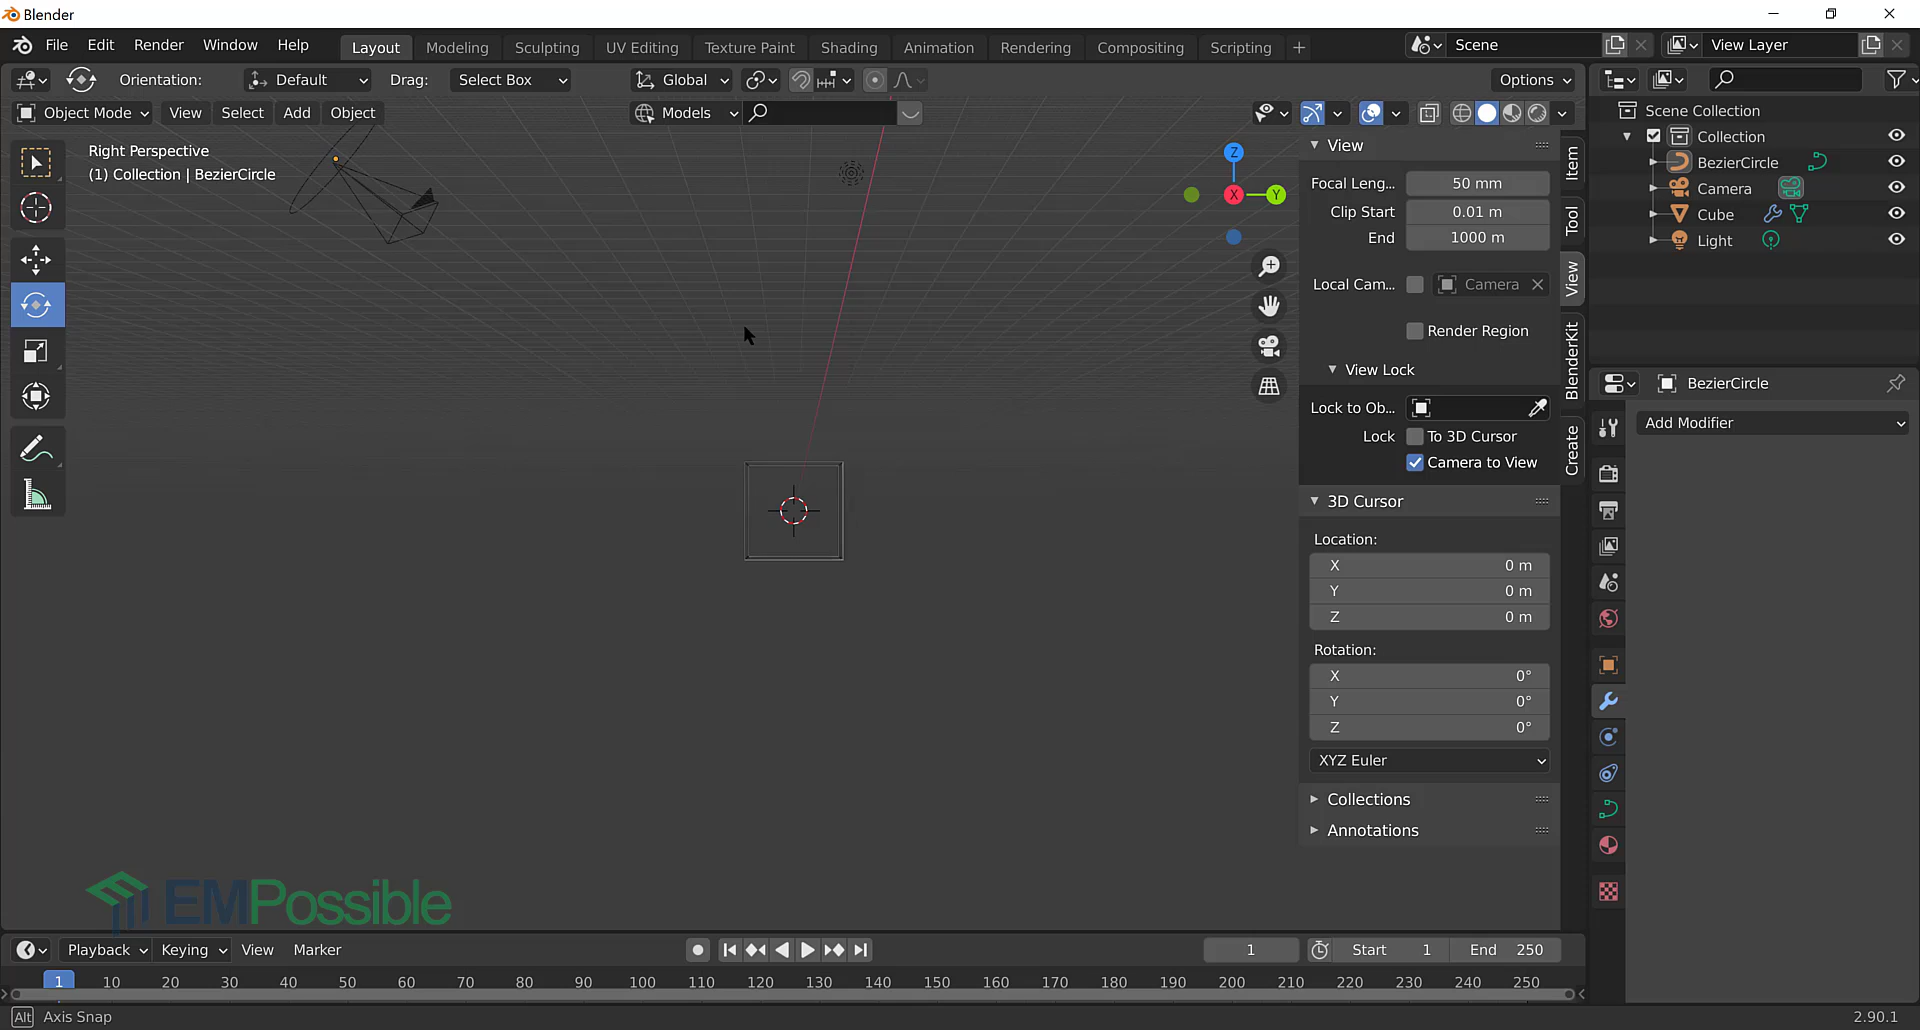 Blender
File Edit Render Window Help Layout Modeling Sculpting UV Editing Texture Paint Shading Animation Rendering Compositing Scripting + Scene View Layer
Orientation: Default Drag: Select Box Global Options
Object Mode View Select Add Object Models
Right Perspective
(1) Collection | BezierCircle
Z
X
Y
View
Focal Leng... 50 mm
Clip Start 0.01 m
End 1000 m
Local Cam... Camera
Render Region
View Lock
Lock to Ob...
Lock To 3D Cursor
Camera to View
3D Cursor
Location:
X 0 m
Y 0 m
Z 0 m
Rotation:
X 0°
Y 0°
Z 0°
XYZ Euler
Collections
Annotations
Item
Tool
View
BlenderKit
Create
Scene Collection
Collection
BezierCircle
Camera
Cube
Light
BezierCircle
Add Modifier
EMPossible
Playback Keying View Marker 1 Start 1 End 250
1 10 20 30 40 50 60 70 80 90 100 110 120 130 140 150 160 170 180 190 200 210 220 230 240 250
Alt Axis Snap 2.90.1